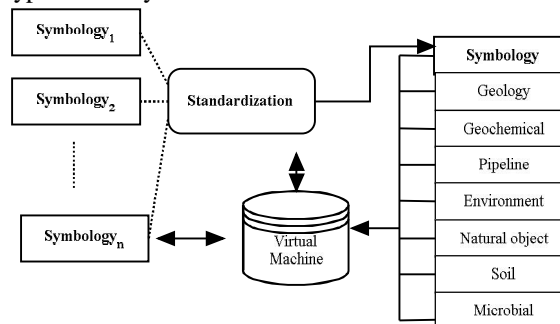 Symbology1
Symbology2
Symbologyn
Standardization
Virtual
Machine
Symbology
Geology
Geochemical
Pipeline
Environment
Natural object
Soil
Microbial